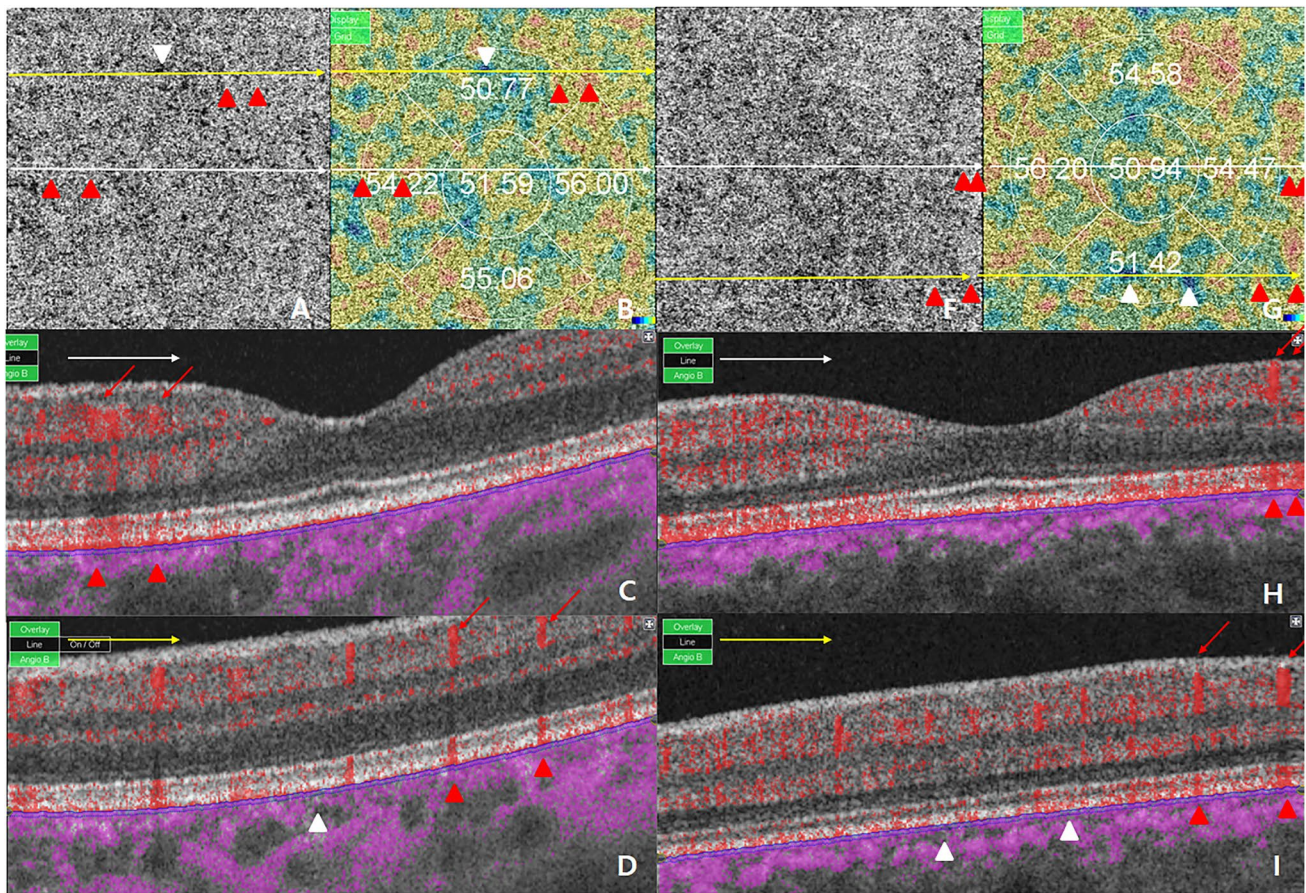 isplay
Grid
50.77
54.22 51.59 56.00
55.06
A
B
isplay
Grid
54.58
56.20 50.94 54.47
51.42
F
G
Overlay
Line
ngio B
C
Overlay
Line
Angio B
H
Overlay
Line On / Off
Angio B
D
Overlay
Line
Angio B
I